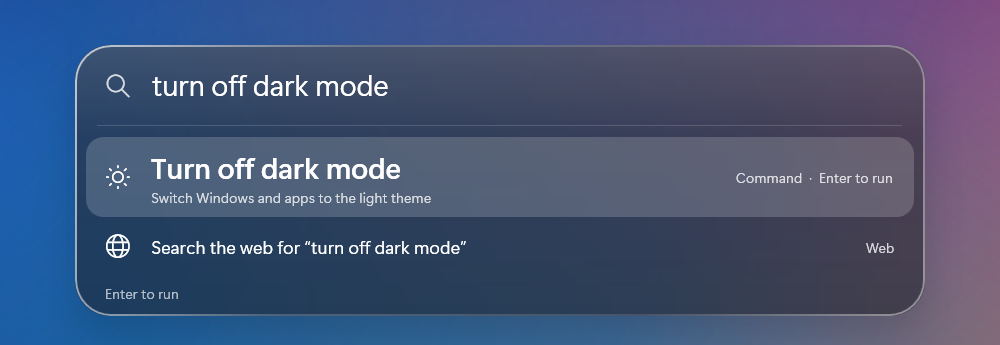 turn off dark mode
Turn off dark mode
Switch Windows and apps to the light theme
Command · Enter to run
Search the web for “turn off dark mode”
Web
Enter to run